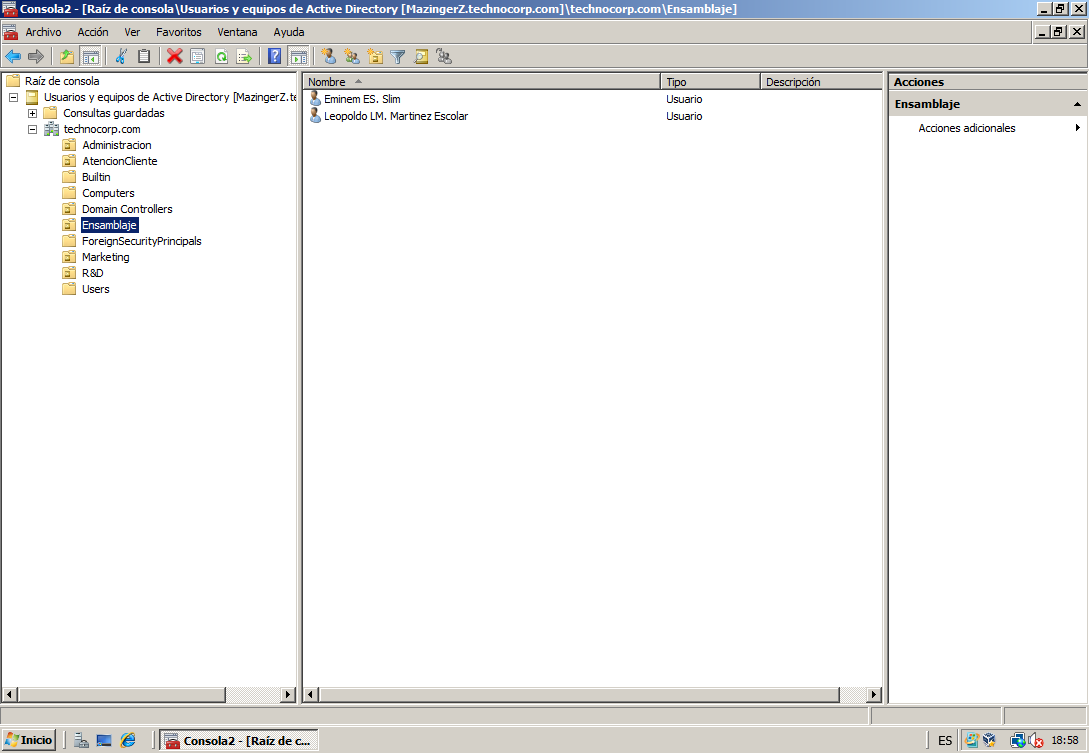 Consola2 - [Raíz de consola\Usuarios y equipos de Active Directory [MazingerZ.technocorp.com]\technocorp.com\Ensamblaje]
Archivo Acción Ver Favoritos Ventana Ayuda
Raíz de consola
Usuarios y equipos de Active Directory [MazingerZ.te
Consultas guardadas
technocorp.com
Administracion
AtencionCliente
Builtin
Computers
Domain Controllers
Ensamblaje
ForeignSecurityPrincipals
Marketing
R&D
Users
Nombre Tipo Descripción
Eminem ES. Slim Usuario
Leopoldo LM. Martinez Escolar Usuario
Acciones
Ensamblaje
Acciones adicionales
Inicio Consola2 - [Raíz de c... ES 18:58